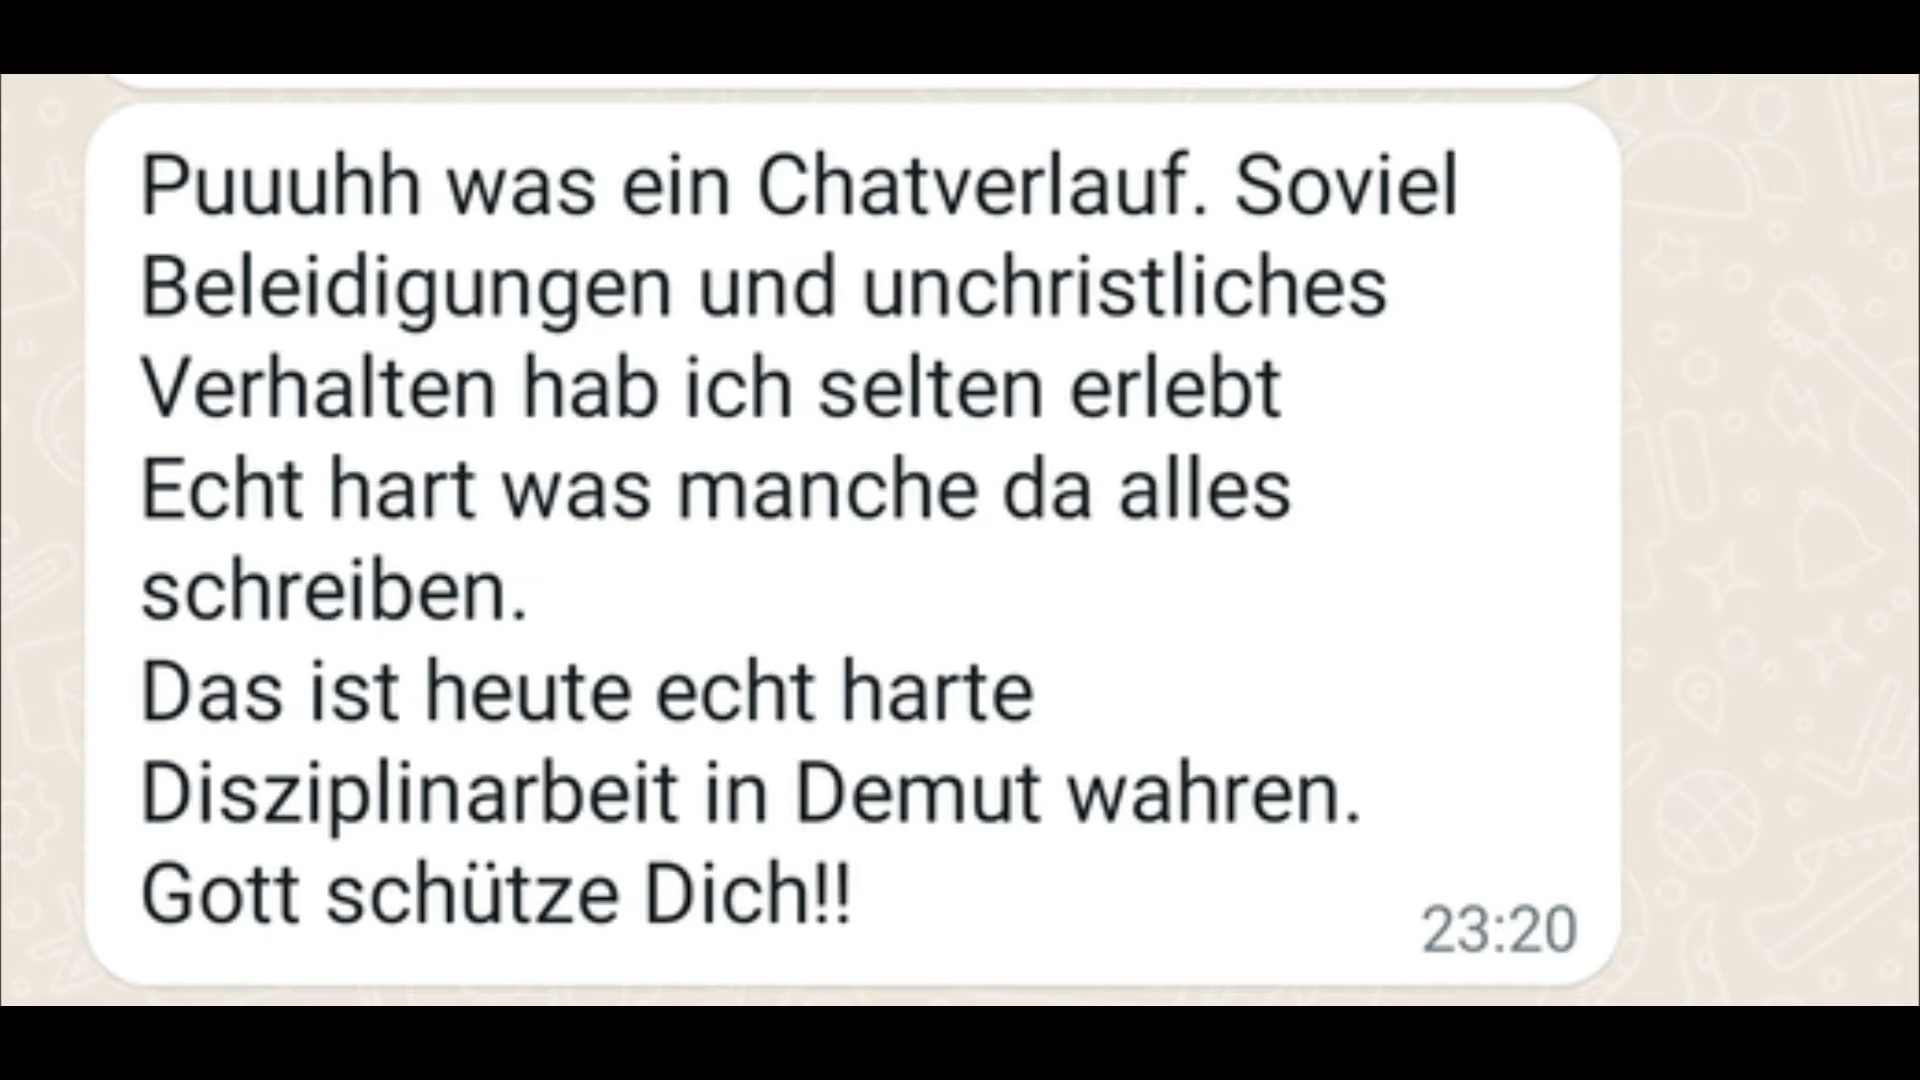 Puuuhh was ein Chatverlauf. Soviel
Beleidigungen und unchristliches
Verhalten hab ich selten erlebt
Echt hart was manche da alles
schreiben.
Das ist heute echt harte
Disziplinarbeit in Demut wahren.
Gott schütze Dich!!
23:20